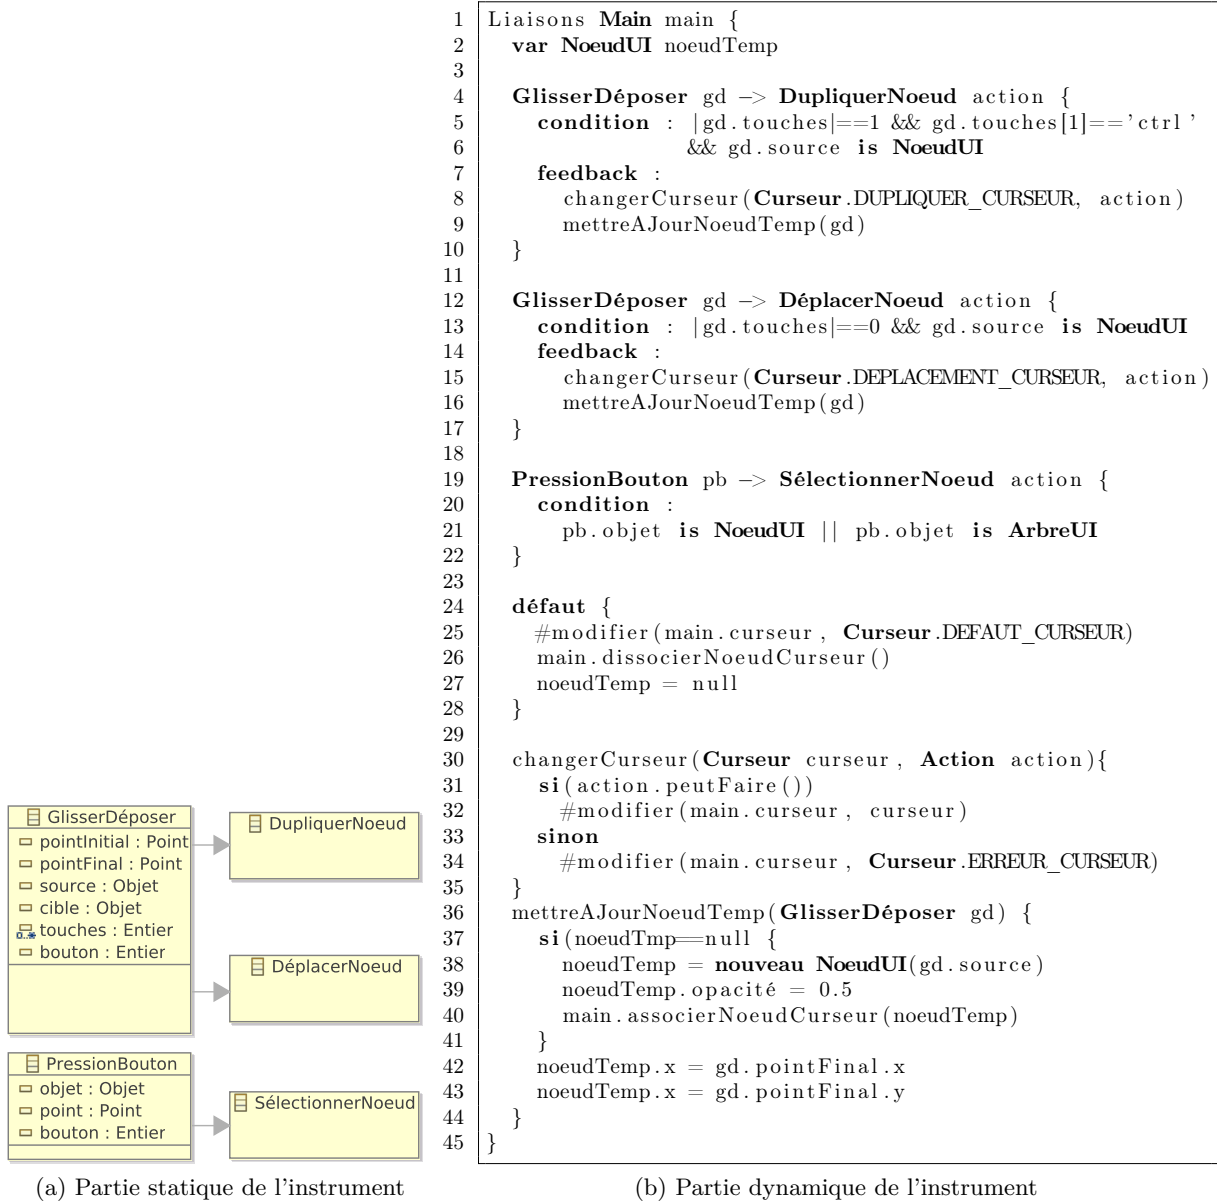 1 Liaisons Main main {
2 var NoeudUI noeudTemp
3
4 GlisserDéposer gd -> DupliquerNoeud action {
5 condition : |gd.touches|==1 && gd.touches[1]=='ctrl'
6 && gd.source is NoeudUI
7 feedback :
8 changerCurseur(Curseur.DUPLIQUER_CURSEUR, action)
9 mettreAJourNoeudTemp(gd)
10 }
11
12 GlisserDéposer gd -> DéplacerNoeud action {
13 condition : |gd.touches|==0 && gd.source is NoeudUI
14 feedback :
15 changerCurseur(Curseur.DEPLACEMENT_CURSEUR, action)
16 mettreAJourNoeudTemp(gd)
17 }
18
19 PressionBouton pb -> SélectionnerNoeud action {
20 condition :
21 pb.objet is NoeudUI || pb.objet is ArbreUI
22 }
23
24 défaut {
25 #modifier(main.curseur, Curseur.DEFAUT_CURSEUR)
26 main.dissocierNoeudCurseur()
27 noeudTemp = null
28 }
29
30 changerCurseur(Curseur curseur, Action action){
31 si(action.peutFaire())
32 #modifier(main.curseur, curseur)
33 sinon
34 #modifier(main.curseur, Curseur.ERREUR_CURSEUR)
35 }
36 mettreAJourNoeudTemp(GlisserDéposer gd) {
37 si(noeudTmp==null {
38 noeudTemp = nouveau NoeudUI(gd.source)
39 noeudTemp.opacité = 0.5
40 main.associerNoeudCurseur(noeudTemp)
41 }
42 noeudTemp.x = gd.pointFinal.x
43 noeudTemp.x = gd.pointFinal.y
44 }
45 }
GlisserDéposer
pointInitial : Point
pointFinal : Point
source : Objet
cible : Objet
touches : Entier
0..*
bouton : Entier
DupliquerNoeud
DéplacerNoeud
PressionBouton
objet : Objet
point : Point
bouton : Entier
SélectionnerNoeud
(a) Partie statique de l'instrument
(b) Partie dynamique de l'instrument